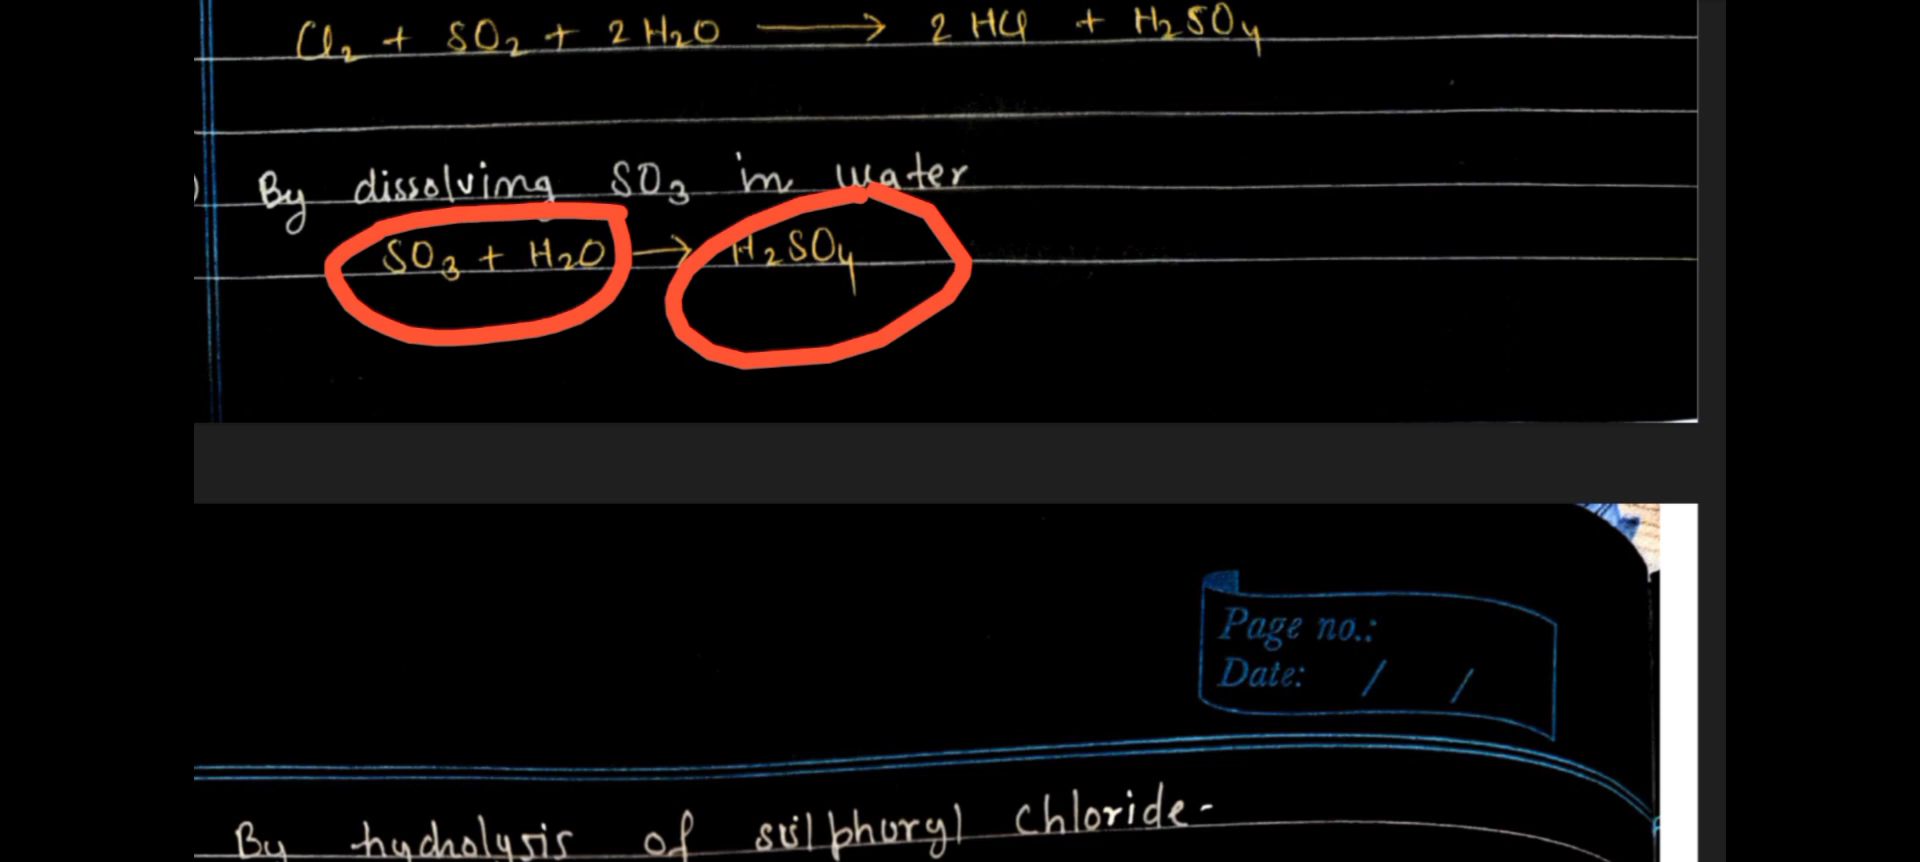 Cl2 + SO2 + 2 H2O ⟶ 2 HCl + H2SO4
) By dissolving SO3 in water
SO3 + H2O ⟶ H2SO4
Page no.:
Date: / /
By hydrolysis of sulphuryl chloride-